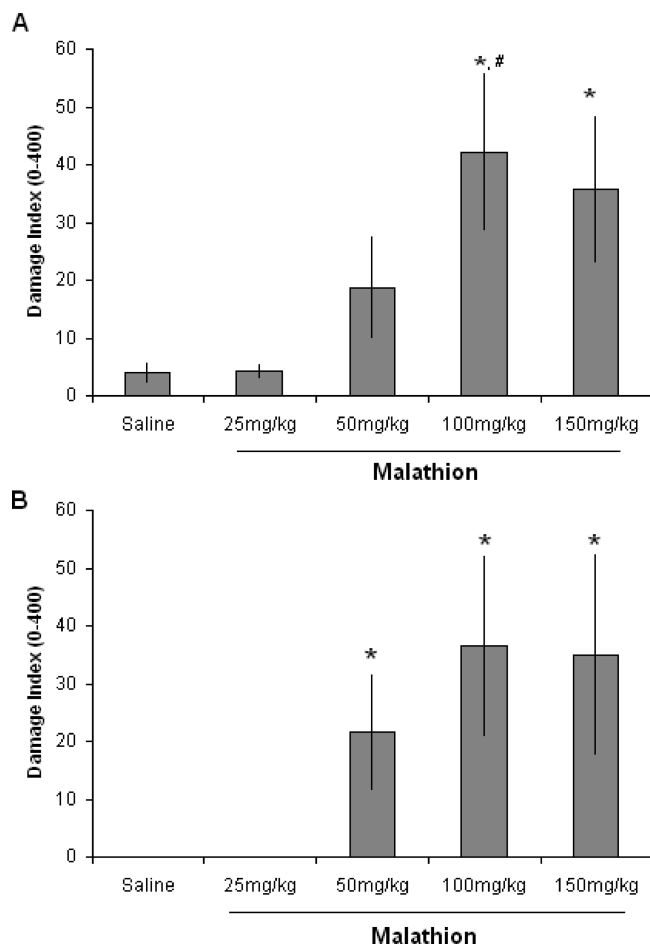 A
60
50
40
30
20
10
0
Damage Index (0-400)
*, #
*
Saline 25mg/kg 50mg/kg 100mg/kg 150mg/kg
Malathion
B
60
50
40
30
20
10
0
Damage Index (0-400)
* * *
Saline 25mg/kg 50mg/kg 100mg/kg 150mg/kg
Malathion